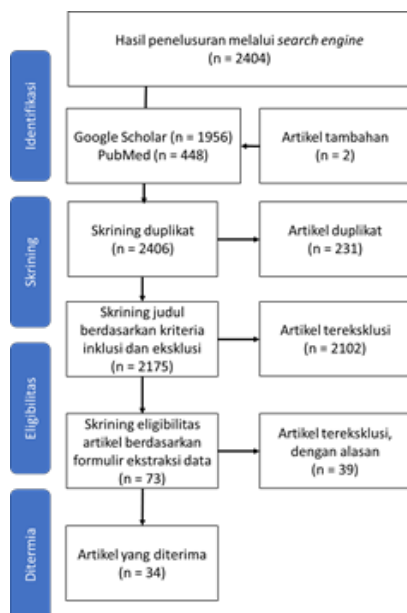 Hasil penelusuran melalui search engine
(n = 2404)
Identifikasi
Google Scholar (n = 1956)
PubMed (n = 448)
Artikel tambahan
(n = 2)
Skrining
Skrining duplikat
(n = 2406)
Artikel duplikat
(n = 231)
Skrining judul
berdasarkan kriteria
inklusi dan eksklusi
(n = 2175)
Artikel tereksklusi
(n = 2102)
Eligibilitas
Skrining eligibilitas
artikel berdasarkan
formulir ekstraksi data
(n = 73)
Artikel tereksklusi,
dengan alasan
(n = 39)
Ditermia
Artikel yang diterima
(n = 34)